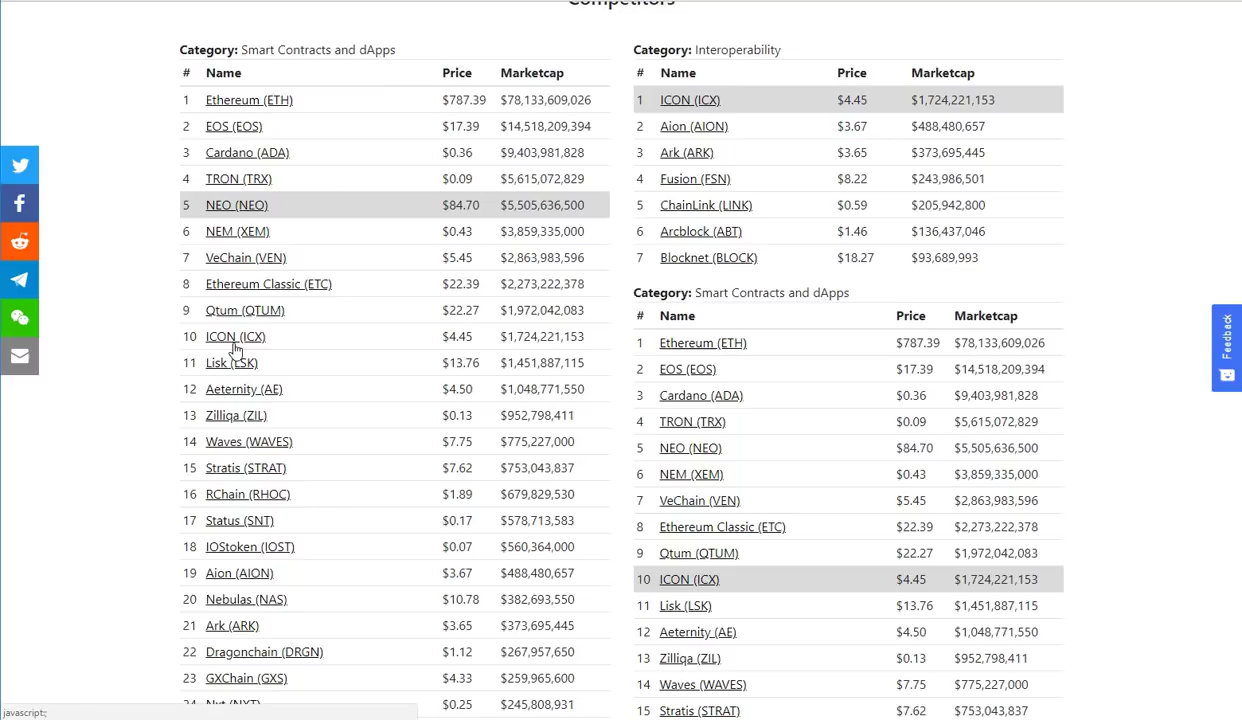 Competitors
Category: Smart Contracts and dApps
# Name Price Marketcap
1 Ethereum (ETH) $787.39 $78,133,609,026
2 EOS (EOS) $17.39 $14,518,209,394
3 Cardano (ADA) $0.36 $9,403,981,828
4 TRON (TRX) $0.09 $5,615,072,829
5 NEO (NEO) $84.70 $5,505,636,500
6 NEM (XEM) $0.43 $3,859,335,000
7 VeChain (VEN) $5.45 $2,863,983,596
8 Ethereum Classic (ETC) $22.39 $2,273,222,378
9 Qtum (QTUM) $22.27 $1,972,042,083
10 ICON (ICX) $4.45 $1,724,221,153
11 Lisk (LSK) $13.76 $1,451,887,115
12 Aeternity (AE) $4.50 $1,048,771,550
13 Zilliqa (ZIL) $0.13 $952,798,411
14 Waves (WAVES) $7.75 $775,227,000
15 Stratis (STRAT) $7.62 $753,043,837
16 RChain (RHOC) $1.89 $679,829,530
17 Status (SNT) $0.17 $578,713,583
18 IOStoken (IOST) $0.07 $560,364,000
19 Aion (AION) $3.67 $488,480,657
20 Nebulas (NAS) $10.78 $382,693,550
21 Ark (ARK) $3.65 $373,695,445
22 Dragonchain (DRGN) $1.12 $267,957,650
23 GXChain (GXS) $4.33 $259,965,600
24 Nxt (NXT) $0.25 $245,808,931
Category: Interoperability
# Name Price Marketcap
1 ICON (ICX) $4.45 $1,724,221,153
2 Aion (AION) $3.67 $488,480,657
3 Ark (ARK) $3.65 $373,695,445
4 Fusion (FSN) $8.22 $243,986,501
5 ChainLink (LINK) $0.59 $205,942,800
6 Arcblock (ABT) $1.46 $136,437,046
7 Blocknet (BLOCK) $18.27 $93,689,993
Category: Smart Contracts and dApps
# Name Price Marketcap
1 Ethereum (ETH) $787.39 $78,133,609,026
2 EOS (EOS) $17.39 $14,518,209,394
3 Cardano (ADA) $0.36 $9,403,981,828
4 TRON (TRX) $0.09 $5,615,072,829
5 NEO (NEO) $84.70 $5,505,636,500
6 NEM (XEM) $0.43 $3,859,335,000
7 VeChain (VEN) $5.45 $2,863,983,596
8 Ethereum Classic (ETC) $22.39 $2,273,222,378
9 Qtum (QTUM) $22.27 $1,972,042,083
10 ICON (ICX) $4.45 $1,724,221,153
11 Lisk (LSK) $13.76 $1,451,887,115
12 Aeternity (AE) $4.50 $1,048,771,550
13 Zilliqa (ZIL) $0.13 $952,798,411
14 Waves (WAVES) $7.75 $775,227,000
15 Stratis (STRAT) $7.62 $753,043,837
Feedback
javascript:;